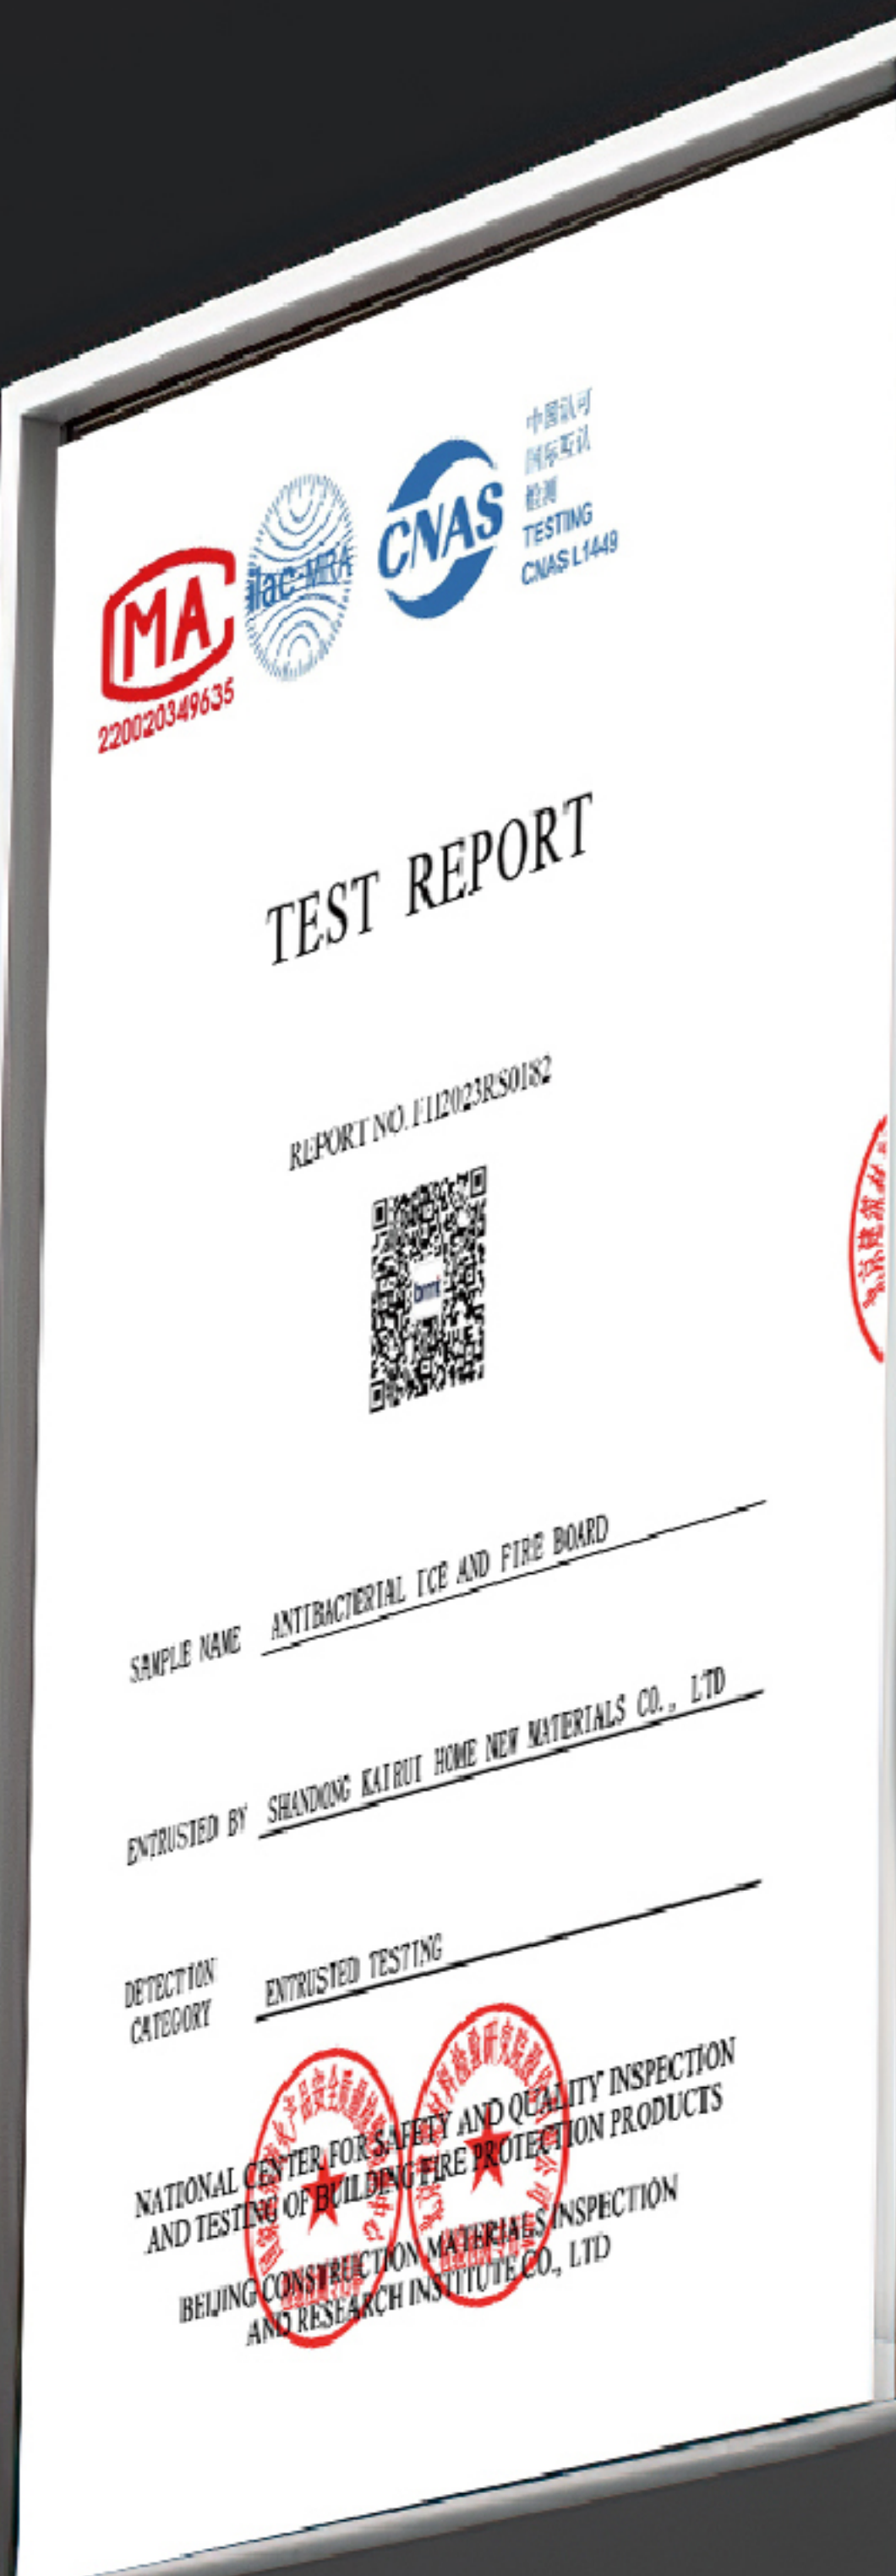 MA
220020349635
ilac-MRA
CNAS
中国认可
国际互认
检测
TESTING
CNAS L1449
TEST REPORT
REPORT NO.
bmti
SAMPLE NAME ANTIBACTERIAL ICE AND FIRE BOARD
ENTRUSTED BY SHANDONG KAIRUI HOME NEW MATERIALS CO., LTD
DETECTION
CATEGORY
ENTRUSTED TESTING
NATIONAL CENTER FOR SAFETY AND QUALITY INSPECTION
AND TESTING OF BUILDING FIRE PROTECTION PRODUCTS
BEIJING CONSTRUCTION MATERIALS INSPECTION
AND RESEARCH INSTITUTE CO., LTD